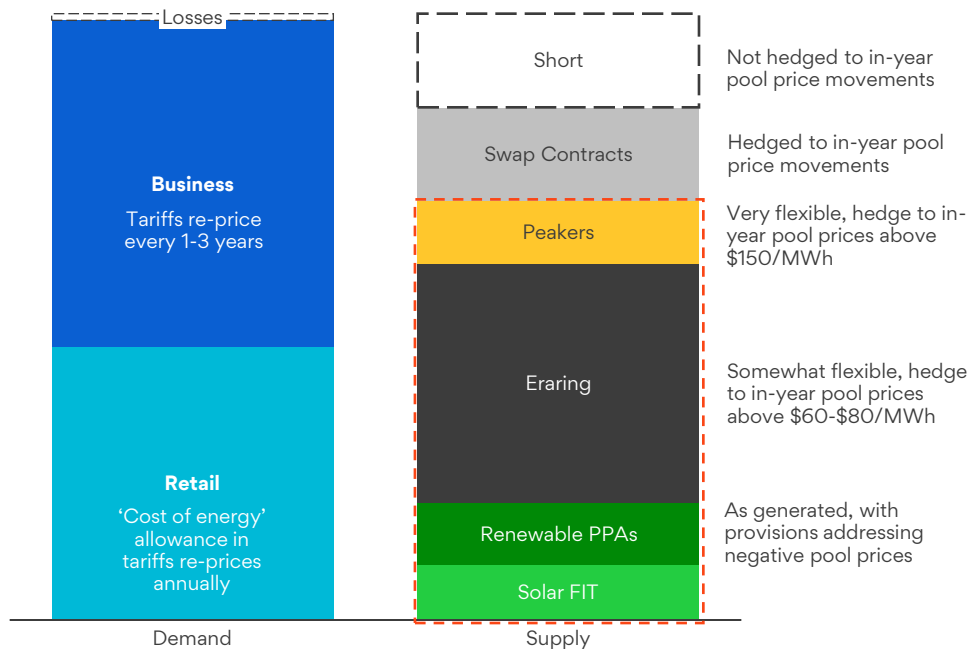 Losses
Business
Tariffs re-price
every 1-3 years
Retail
‘Cost of energy’
allowance in
tariffs re-prices
annually
Demand
Short
Swap Contracts
Peakers
Eraring
Renewable PPAs
Solar FIT
Supply
Not hedged to in-year
pool price movements
Hedged to in-year pool
price movements
Very flexible, hedge to in-
year pool prices above
$150/MWh
Somewhat flexible, hedge
to in-year pool prices
above $60-$80/MWh
As generated, with
provisions addressing
negative pool prices